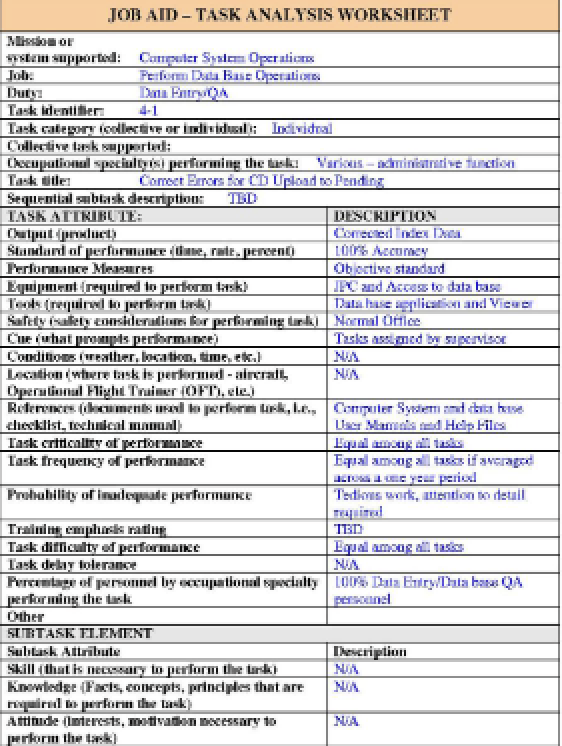 JOB AID – TASK ANALYSIS WORKSHEET
Mission or
system supported: Computer System Operations
Job: Perform Data Base Operations
Duty: Data Entry/QA
Task identifier: 4-1
Task category (collective or individual): Individual
Collective task supported:
Occupational specialty(s) performing the task: Various – administrative function
Task title: Correct Errors for CD Upload to Pending
Sequential subtask description: TBD
TASK ATTRIBUTE: DESCRIPTION
Output (product) Corrected Index Data
Standard of performance (time, rate, percent) 100% Accuracy
Performance Measures Objective standard
Equipment (required to perform task) JPC and Access to data base
Tools (required to perform task) Data base application and Viewer
Safety (safety considerations for performing task) Normal Office
Cue (what prompts performance) Tasks assigned by supervisor
Conditions (weather, location, time, etc.) N/A
Location (where task is performed - aircraft, N/A
Operational Flight Trainer (OFT), etc.)
References (documents used to perform task, i.e., Computer System and data base
checklist, technical manual) User Manuals and Help Files
Task criticality of performance Equal among all tasks
Task frequency of performance Equal among all tasks if averaged
across a one year period
Probability of inadequate performance Tedious work, attention to detail
required
Training emphasis rating TBD
Task difficulty of performance Equal among all tasks
Task delay tolerance N/A
Percentage of personnel by occupational specialty 100% Data Entry/Data base QA
performing the task personnel
Other
SUBTASK ELEMENT
Subtask Attribute Description
Skill (that is necessary to perform the task) N/A
Knowledge (Facts, concepts, principles that are N/A
required to perform the task)
Attitude (interests, motivation necessary to N/A
perform the task)